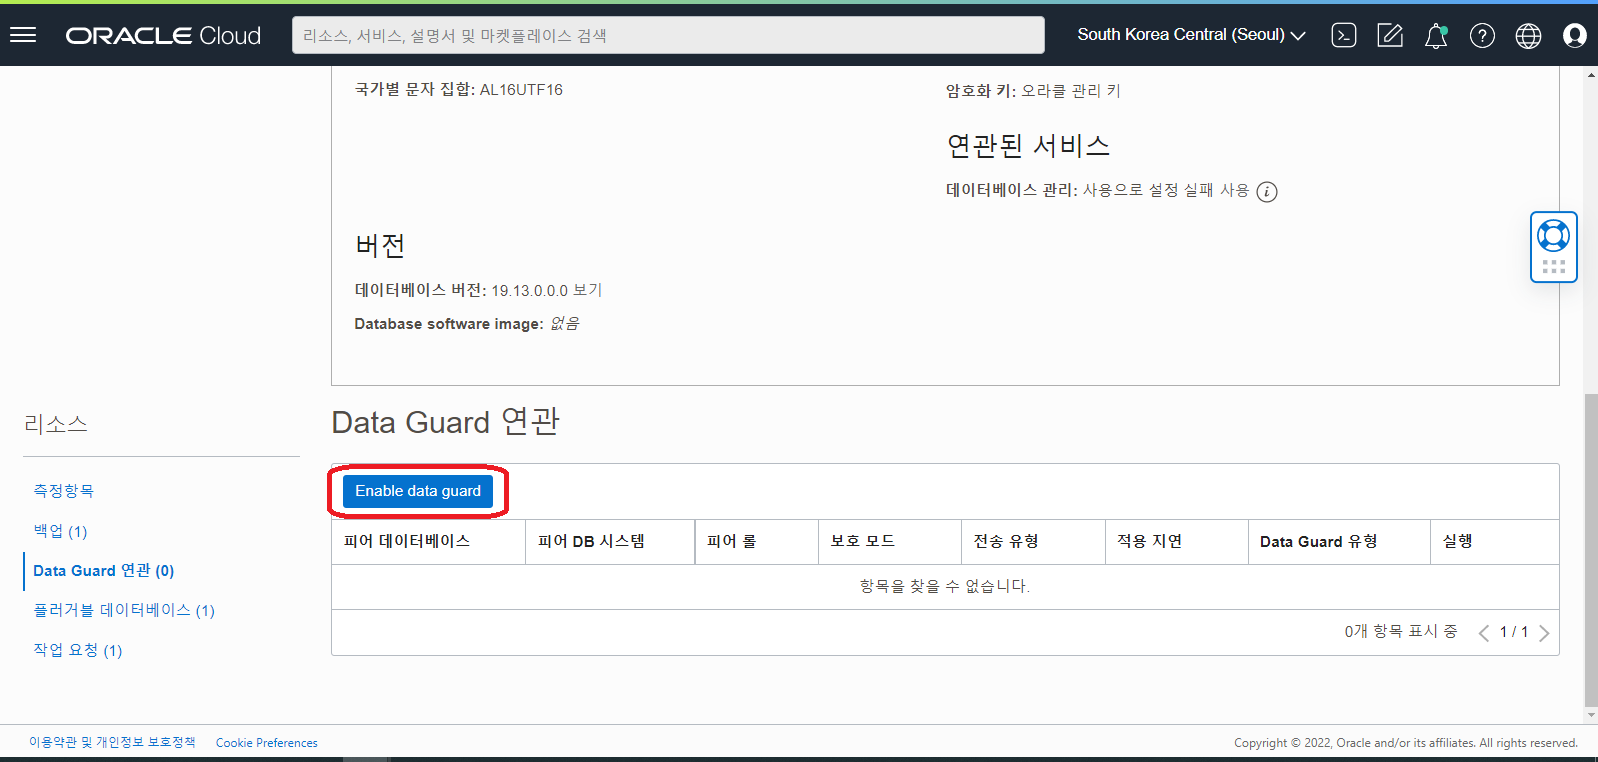 ORACLE Cloud
리소스, 서비스, 설명서 및 마켓플레이스 검색
South Korea Central (Seoul)
국가별 문자 집합: AL16UTF16
암호화 키: 오라클 관리 키
연관된 서비스
데이터베이스 관리: 사용으로 설정 실패 사용
버전
데이터베이스 버전: 19.13.0.0.0 보기
Database software image: 없음
리소스
측정항목
백업 (1)
Data Guard 연관 (0)
플러거블 데이터베이스 (1)
작업 요청 (1)
Data Guard 연관
Enable data guard
피어 데이터베이스 피어 DB 시스템 피어 롤 보호 모드 전송 유형 적용 지연 Data Guard 유형 실행
항목을 찾을 수 없습니다.
0개 항목 표시 중 1 / 1
이용약관 및 개인정보 보호정책 Cookie Preferences
Copyright © 2022, Oracle and/or its affiliates. All rights reserved.